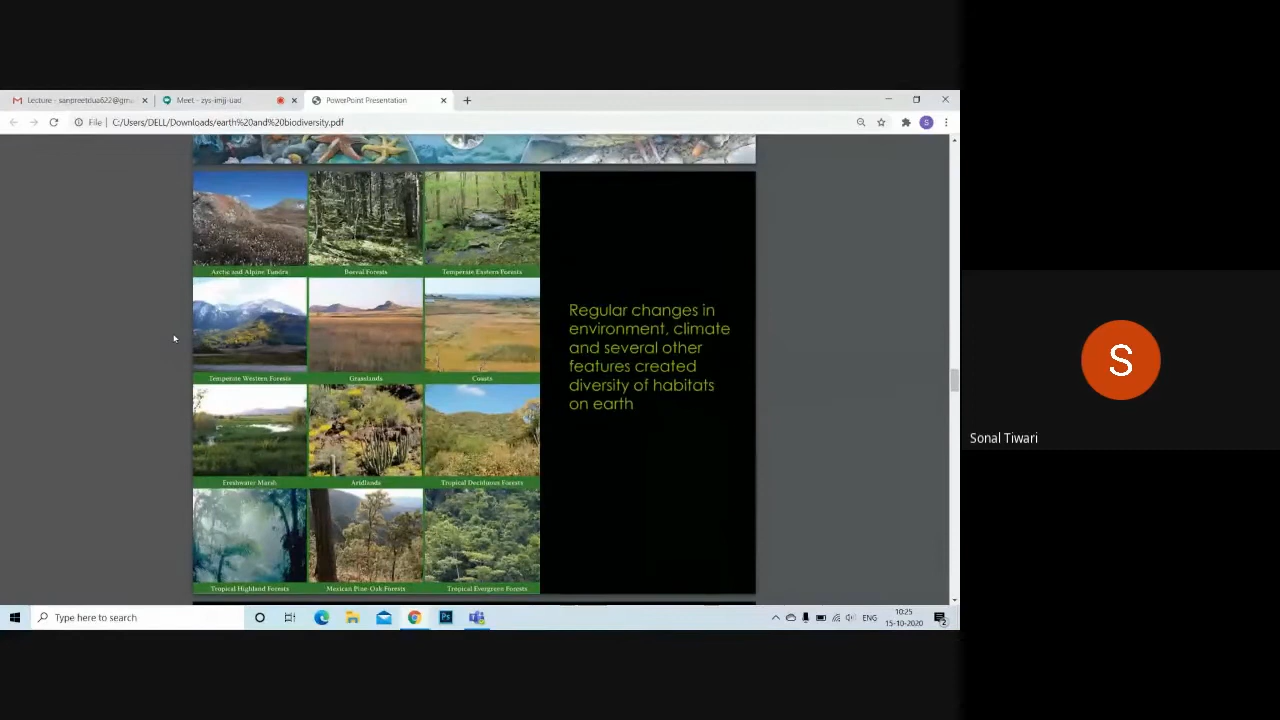 Lecture - sanpreetdua622@gm
Meet - zys-imjj-uad
PowerPoint Presentation
File
C:/Users/DELL/Downloads/earth%20and%20biodiversity.pdf
S
Arctic and Alpine Tundra
Boreal Forests
Temperate Eastern Forests
Temperate Western Forests
Grasslands
Coasts
Freshwater Marsh
Aridlands
Tropical Deciduous Forests
Tropical Highland Forests
Mexican Pine-Oak Forests
Tropical Evergreen Forests
Regular changes in
environment, climate
and several other
features created
diversity of habitats
on earth
S
Sonal Tiwari
Type here to search
Ps
ENG
10:25
15-10-2020
2